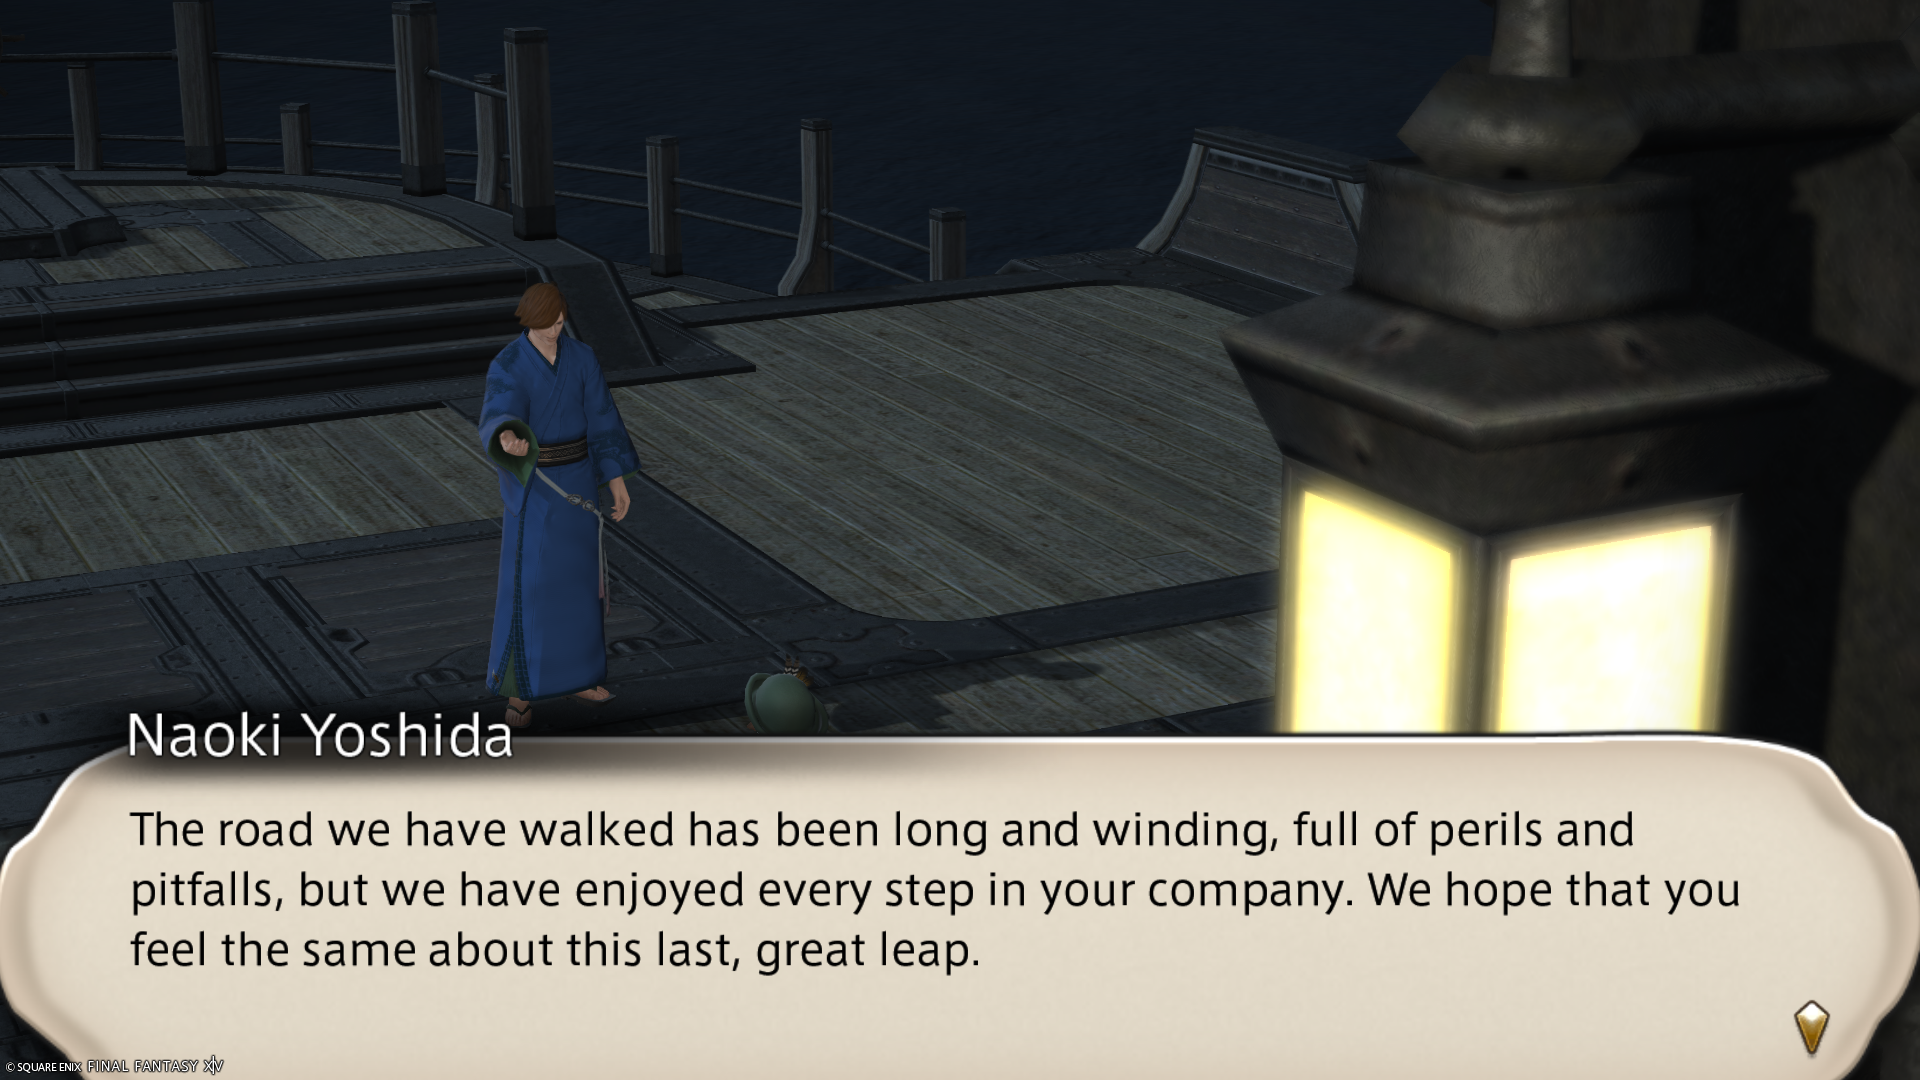 Naoki Yoshida
The road we have walked has been long and winding, full of perils and
pitfalls, but we have enjoyed every step in your company. We hope that you
feel the same about this last, great leap.
© SQUARE ENIX FINAL FANTASY XIV